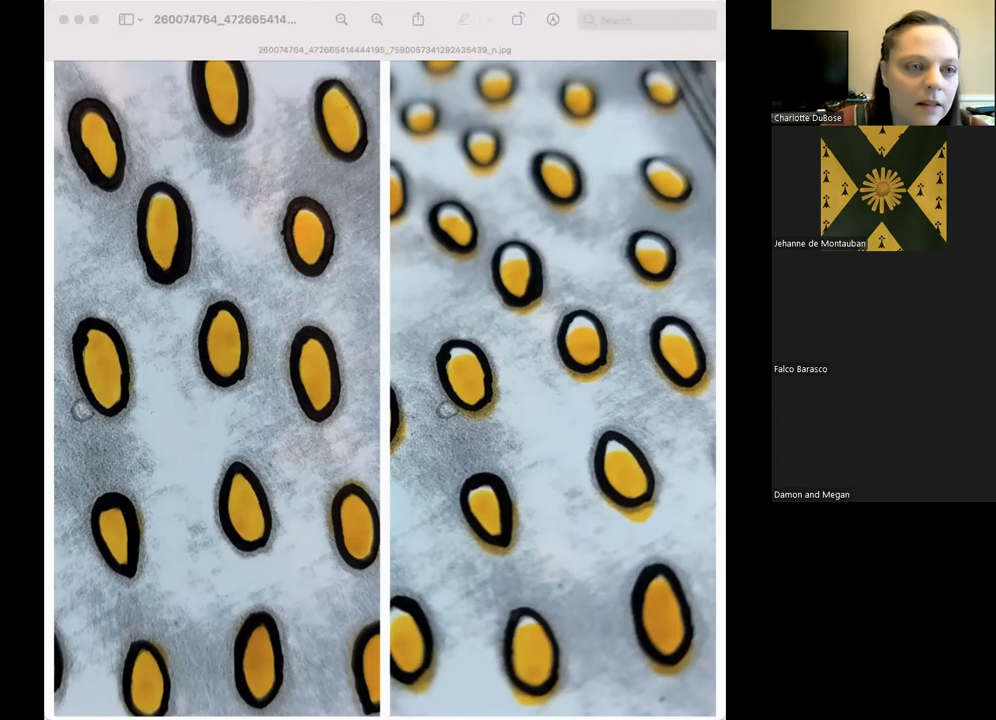 260074764_472665414...
Search
260074764_472665414444195_7590057341292435439_n.jpg
Charlotte DuBose
Jehanne de Montauban
Falco Barasco
Damon and Megan